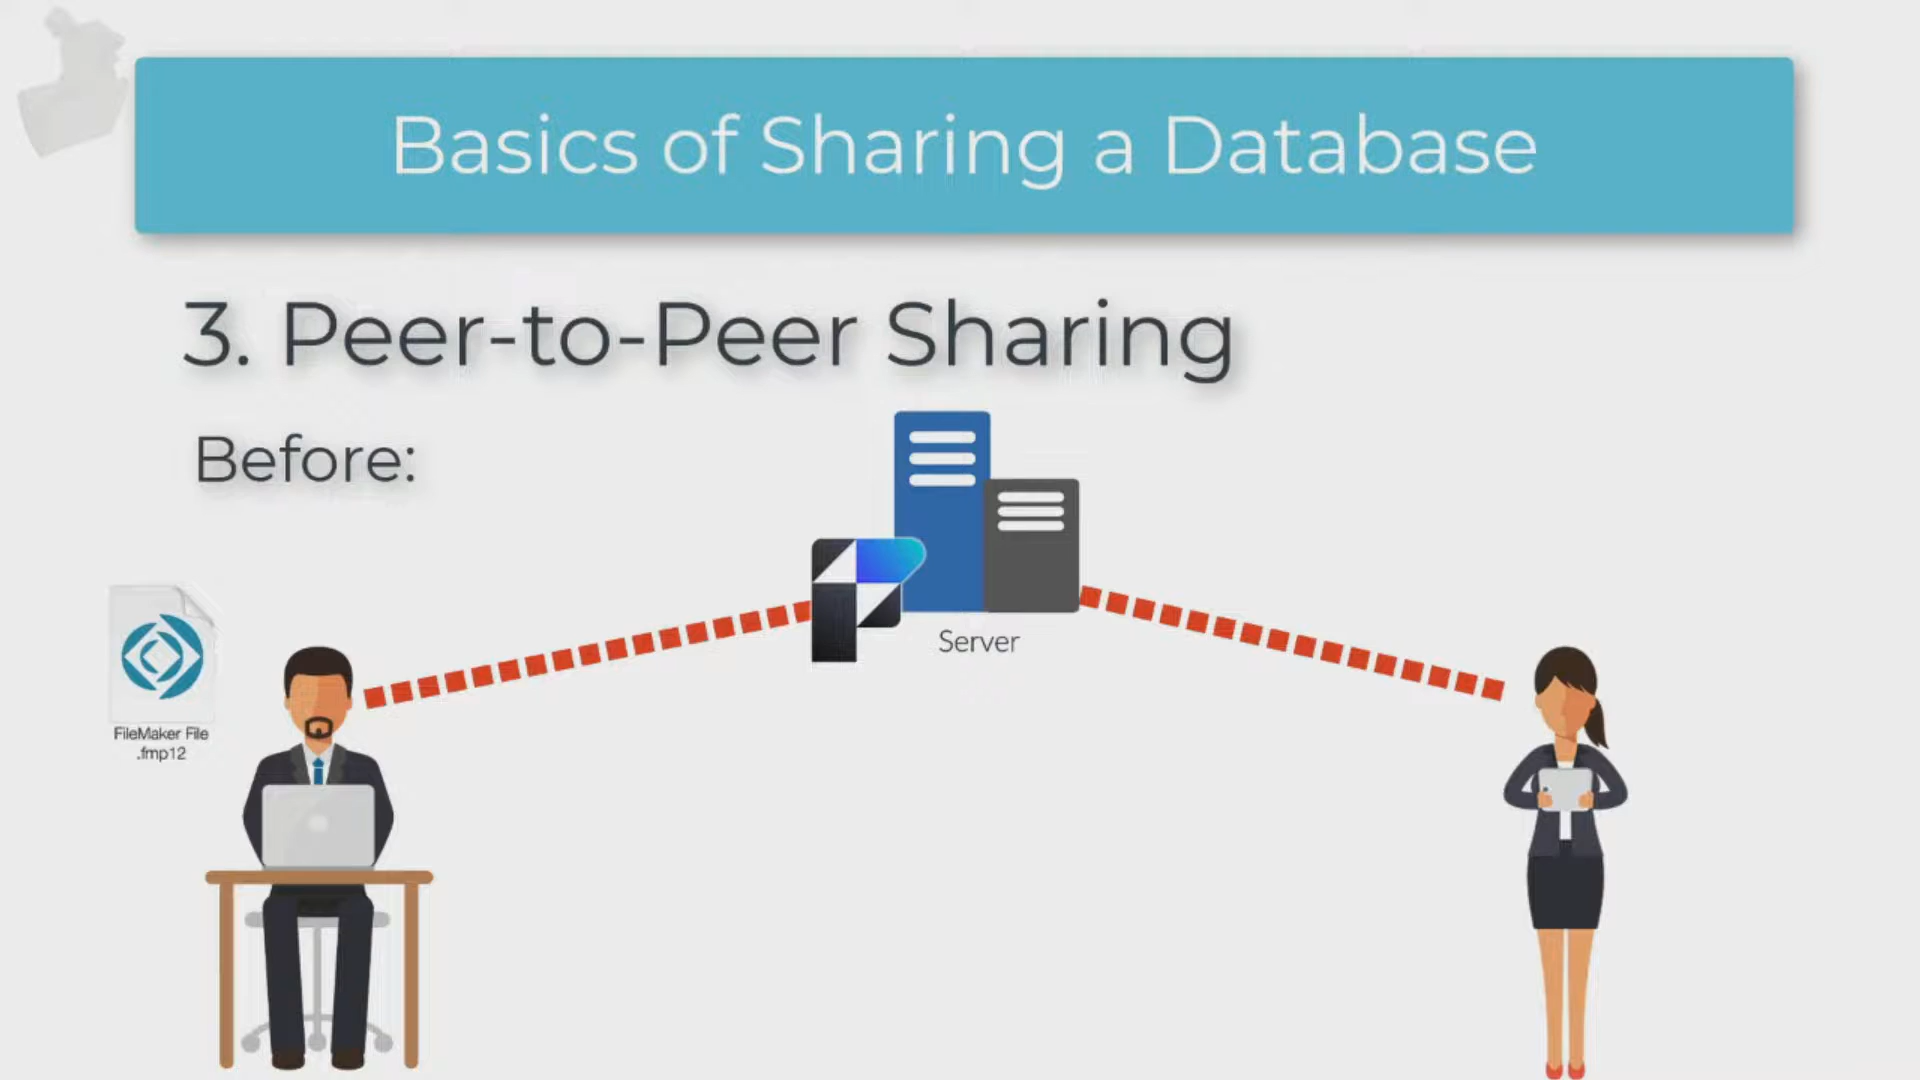 Basics of Sharing a Database
3. Peer-to-Peer Sharing
Before:
Server
FileMaker File
.fmp12